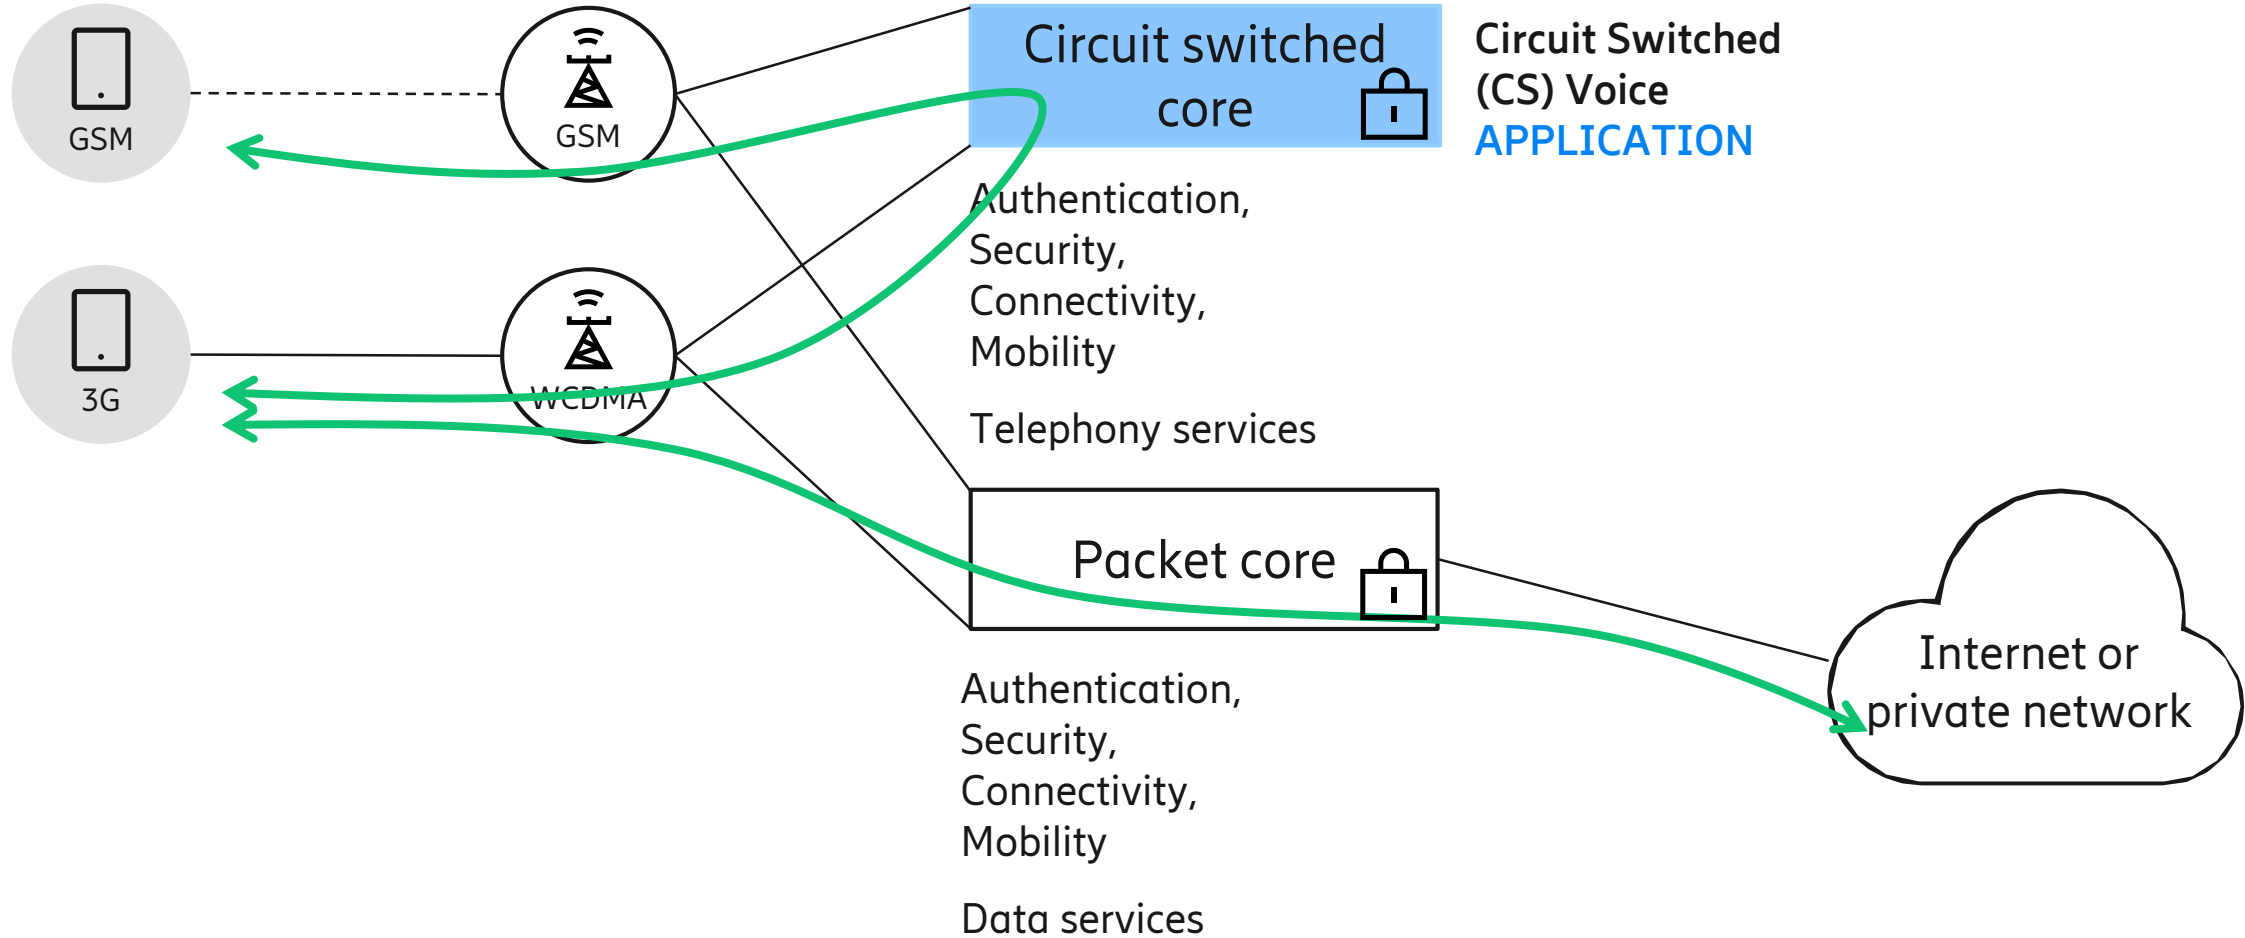 GSM
GSM
Circuit switched
core
Circuit Switched
(CS) Voice
APPLICATION
Authentication,
Security,
Connectivity,
Mobility
Telephony services
3G
WCDMA
Packet core
Internet or
private network
Authentication,
Security,
Connectivity,
Mobility
Data services